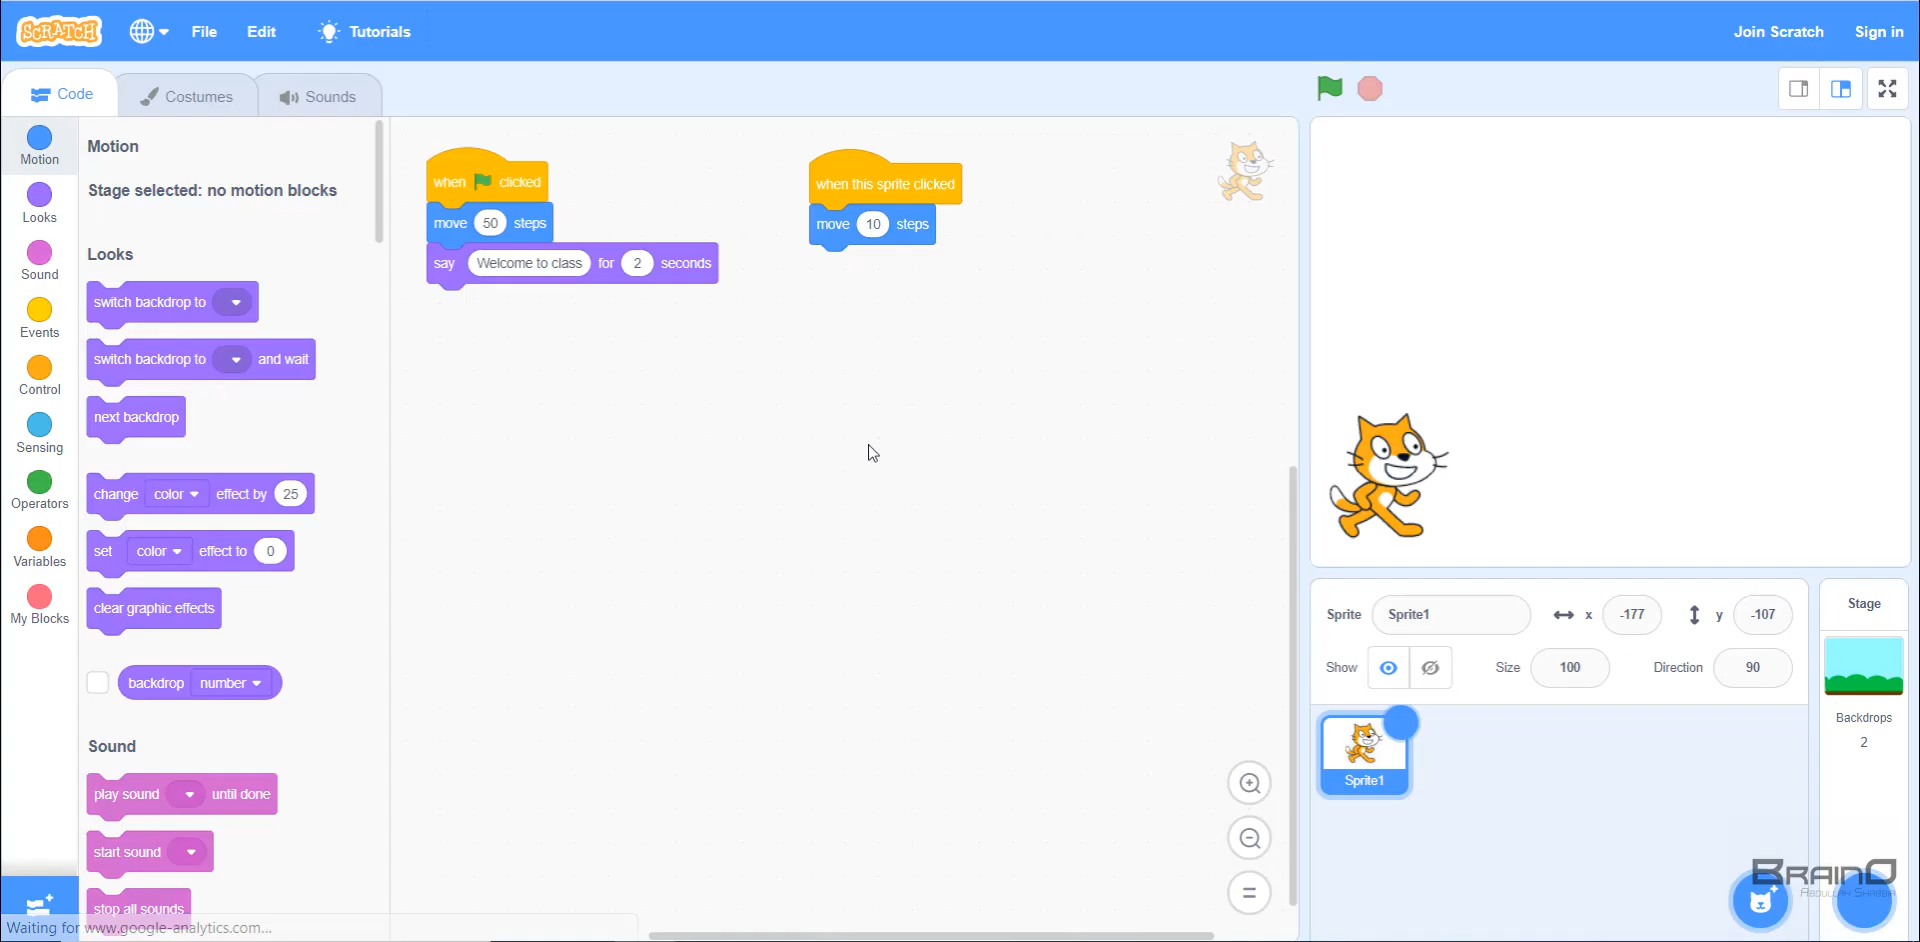 SCRATCH
File
Edit
Tutorials
Join Scratch
Sign in
Code
Costumes
Sounds
Motion
Looks
Sound
Events
Control
Sensing
Operators
Variables
My Blocks
Motion
Stage selected: no motion blocks
Looks
switch backdrop to
switch backdrop to and wait
next backdrop
change color effect by 25
set color effect to 0
clear graphic effects
backdrop number
Sound
play sound until done
start sound
stop all sounds
Waiting for www.google-analytics.com...
when clicked
move 50 steps
say Welcome to class for 2 seconds
when this sprite clicked
move 10 steps
Sprite Sprite1 x -177 y -107
Show Size 100 Direction 90
Sprite1
Stage
Backdrops
2
BRAINO